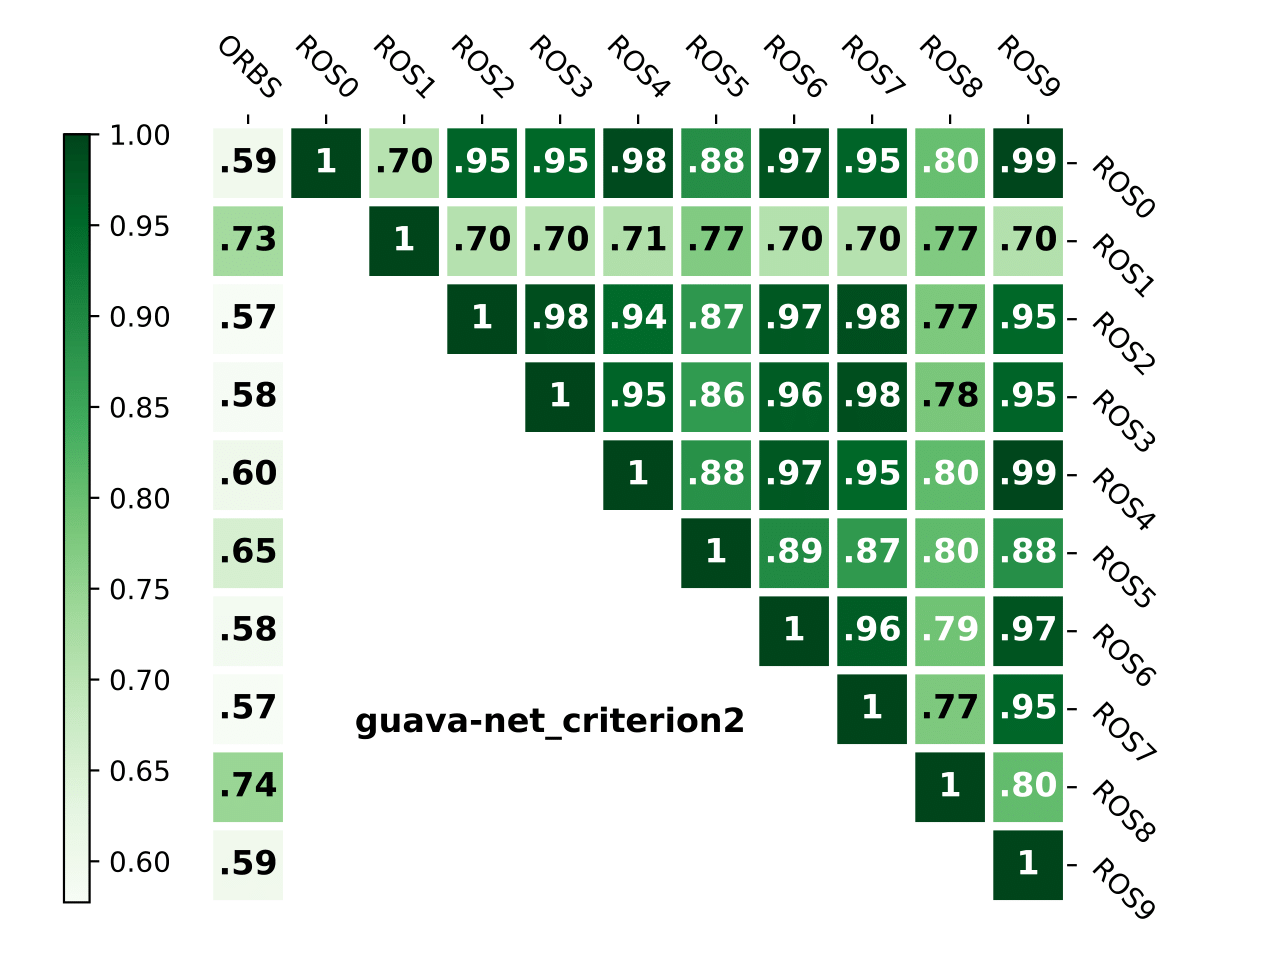 ORBS ROS0 ROS1 ROS2 ROS3 ROS4 ROS5 ROS6 ROS7 ROS8 ROS9
1.00
0.95
0.90
0.85
0.80
0.75
0.70
0.65
0.60
.59 1 .70 .95 .95 .98 .88 .97 .95 .80 .99 ROS0
.73 1 .70 .70 .71 .77 .70 .70 .77 .70 ROS1
.57 1 .98 .94 .87 .97 .98 .77 .95 ROS2
.58 1 .95 .86 .96 .98 .78 .95 ROS3
.60 1 .88 .97 .95 .80 .99 ROS4
.65 1 .89 .87 .80 .88 ROS5
.58 1 .96 .79 .97 ROS6
.57 1 .77 .95 ROS7
guava-net_criterion2
.74 1 .80 ROS8
.59 1 ROS9